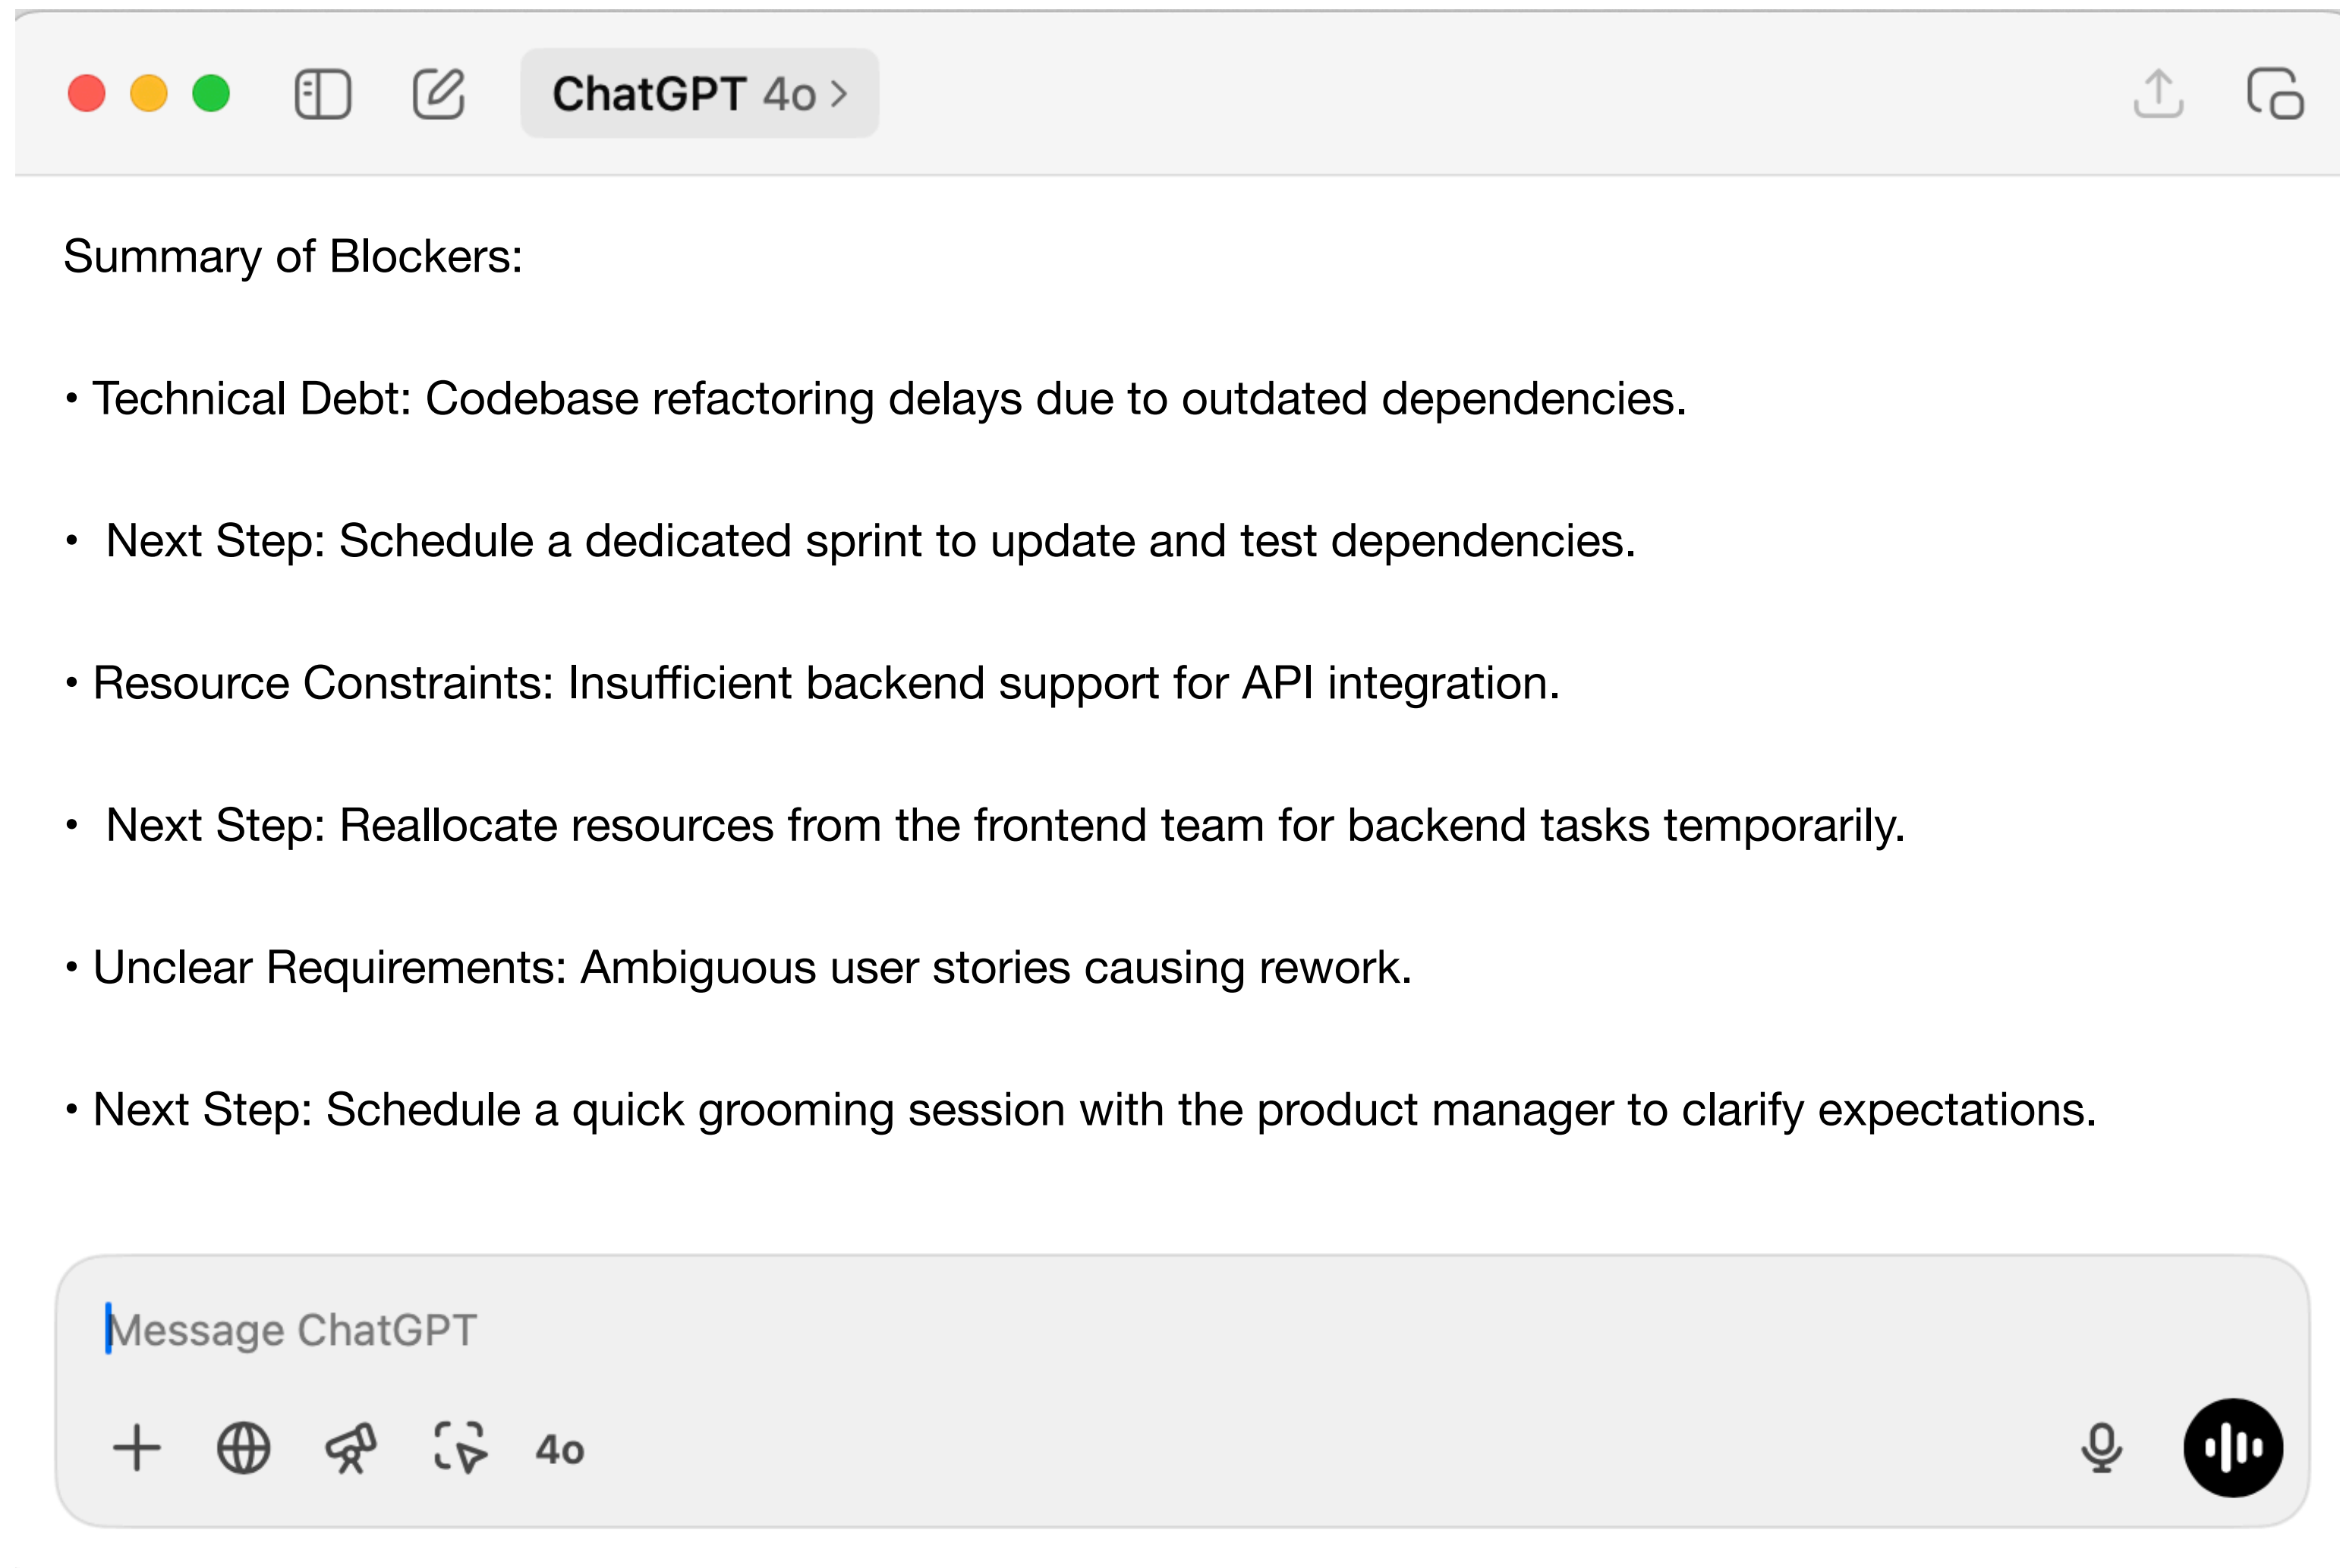 ChatGPT 4o >
Summary of Blockers:
• Technical Debt: Codebase refactoring delays due to outdated dependencies.
• Next Step: Schedule a dedicated sprint to update and test dependencies.
• Resource Constraints: Insufficient backend support for API integration.
• Next Step: Reallocate resources from the frontend team for backend tasks temporarily.
• Unclear Requirements: Ambiguous user stories causing rework.
• Next Step: Schedule a quick grooming session with the product manager to clarify expectations.
Message ChatGPT
4o